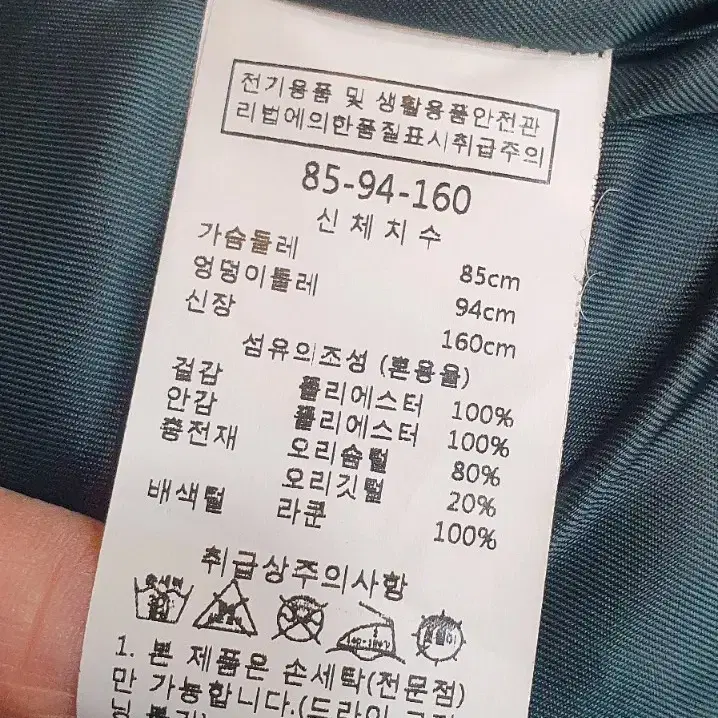 전기용품 및 생활용품안전관
리법에의한품질표시취급주의
85-94-160
신체치수
가슴둘레 85cm
엉덩이둘레 94cm
신장 160cm
섬유의조성 (혼용율)
겉감 폴리에스터 100%
안감 폴리에스터 100%
충전재 오리솜털 80%
오리깃털 20%
배색털 라쿤 100%
취급상주의사항
1. 본 제품은 손세탁(전문점)
만 가능합니다.(드라이